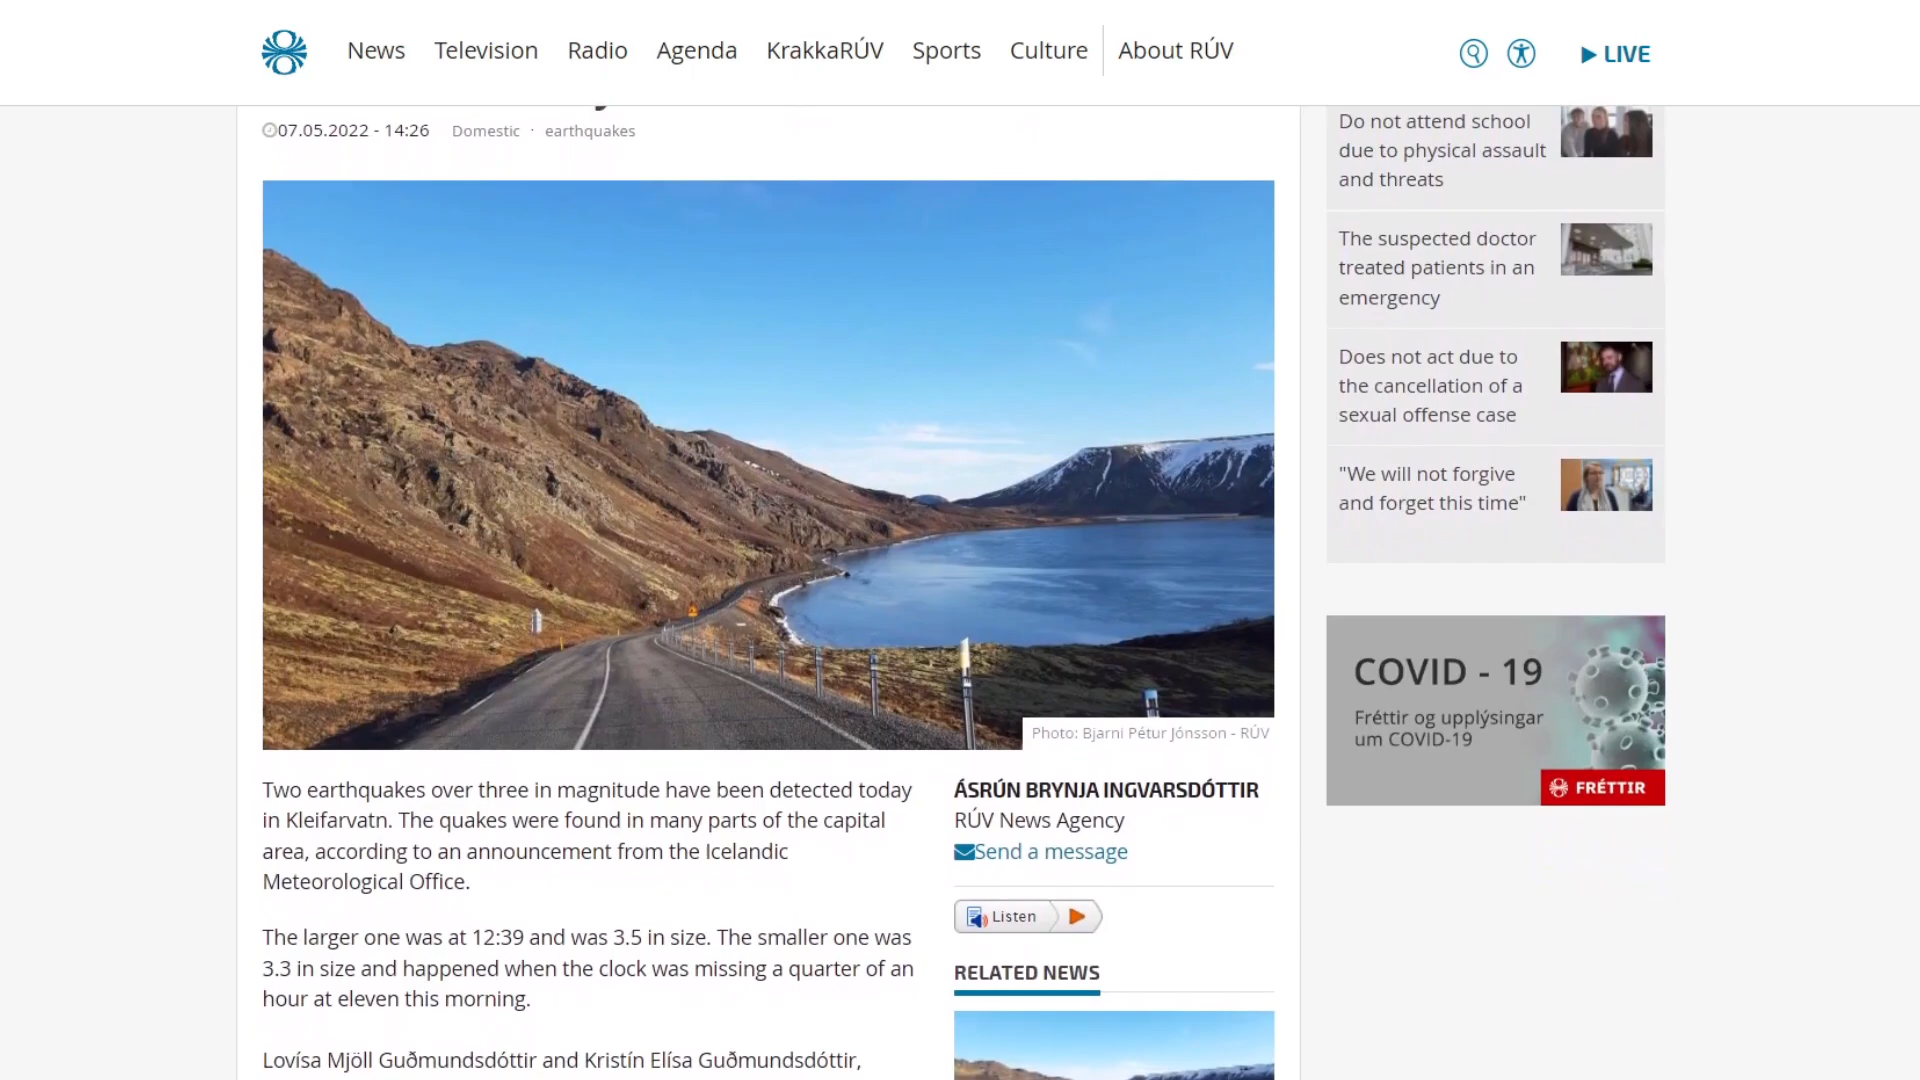 News Television Radio Agenda KrakkaRÚV Sports Culture About RÚV LIVE
07.05.2022 - 14:26 Domestic · earthquakes
Photo: Bjarni Pétur Jónsson - RÚV
Two earthquakes over three in magnitude have been detected today
in Kleifarvatn. The quakes were found in many parts of the capital
area, according to an announcement from the Icelandic
Meteorological Office.
The larger one was at 12:39 and was 3.5 in size. The smaller one was
3.3 in size and happened when the clock was missing a quarter of an
hour at eleven this morning.
Lovísa Mjöll Guðmundsdóttir and Kristín Elísa Guðmundsdóttir,
ÁSRÚN BRYNJA INGVARSDÓTTIR
RÚV News Agency
Send a message
Listen
RELATED NEWS
Do not attend school
due to physical assault
and threats
The suspected doctor
treated patients in an
emergency
Does not act due to
the cancellation of a
sexual offense case
"We will not forgive
and forget this time"
COVID - 19
Fréttir og upplýsingar
um COVID-19
FRÉTTIR